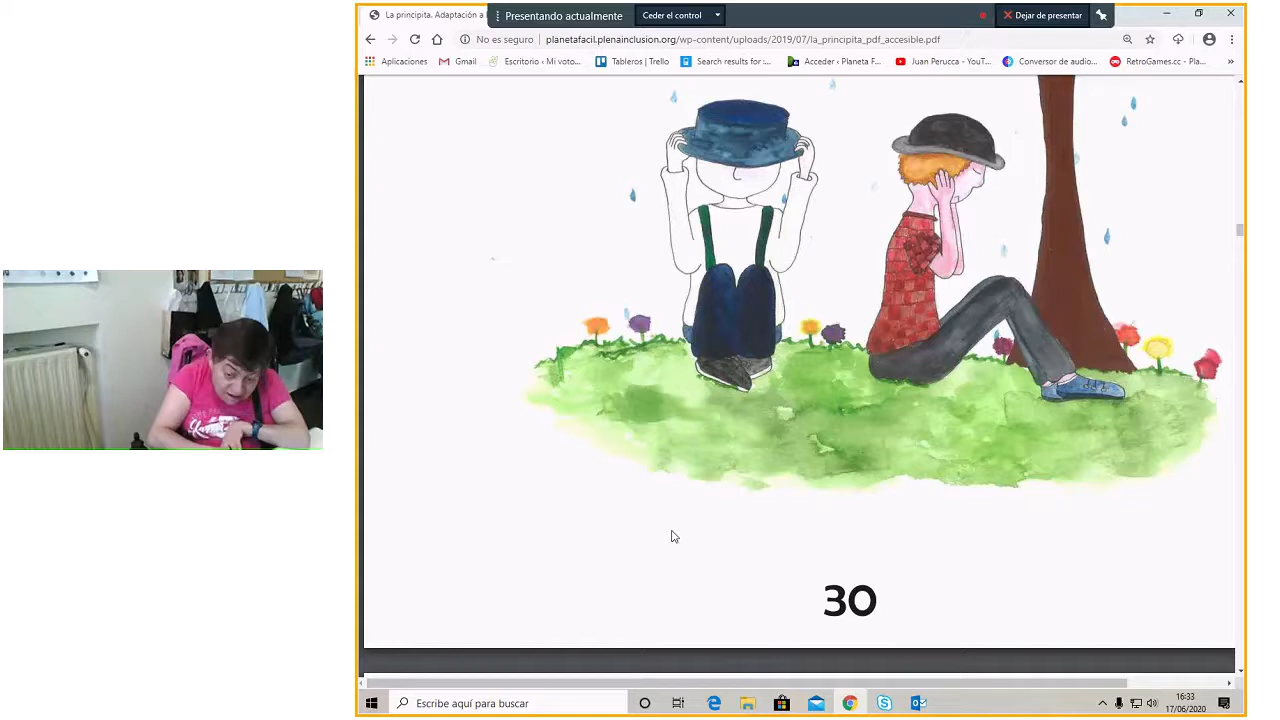 La principita. Adaptación a
Presentando actualmente
Ceder el control
Dejar de presentar
No es seguro
planetafacil.plenainclusion.org/wp-content/uploads/2019/07/la_principita_pdf_accesible.pdf
Aplicaciones
Gmail
Escritorio ‹ Mi voto...
Tableros | Trello
Search results for :...
Acceder ‹ Planeta F...
Juan Perucca - YouT...
Conversor de audio...
RetroGames.cc - Pla...
»
30
Escribe aquí para buscar
16:33
17/06/2020